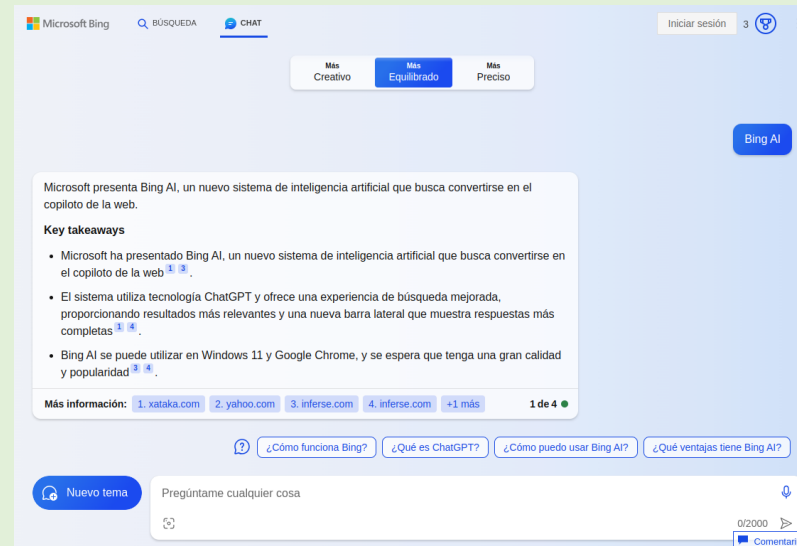 Microsoft Bing
BÚSQUEDA
CHAT
Iniciar sesión
3
Más
Creativo
Más
Equilibrado
Más
Preciso
Bing AI
Microsoft presenta Bing AI, un nuevo sistema de inteligencia artificial que busca convertirse en el
copiloto de la web.
Key takeaways
• Microsoft ha presentado Bing AI, un nuevo sistema de inteligencia artificial que busca convertirse en
el copiloto de la web 1 3 .
• El sistema utiliza tecnología ChatGPT y ofrece una experiencia de búsqueda mejorada,
proporcionando resultados más relevantes y una nueva barra lateral que muestra respuestas más
completas 1 4 .
• Bing AI se puede utilizar en Windows 11 y Google Chrome, y se espera que tenga una gran calidad
y popularidad 3 4 .
Más información: 1. xataka.com 2. yahoo.com 3. inferse.com 4. inferse.com +1 más 1 de 4
¿Cómo funciona Bing? ¿Qué es ChatGPT? ¿Cómo puedo usar Bing AI? ¿Qué ventajas tiene Bing AI?
Nuevo tema
Pregúntame cualquier cosa
0/2000
Comentari